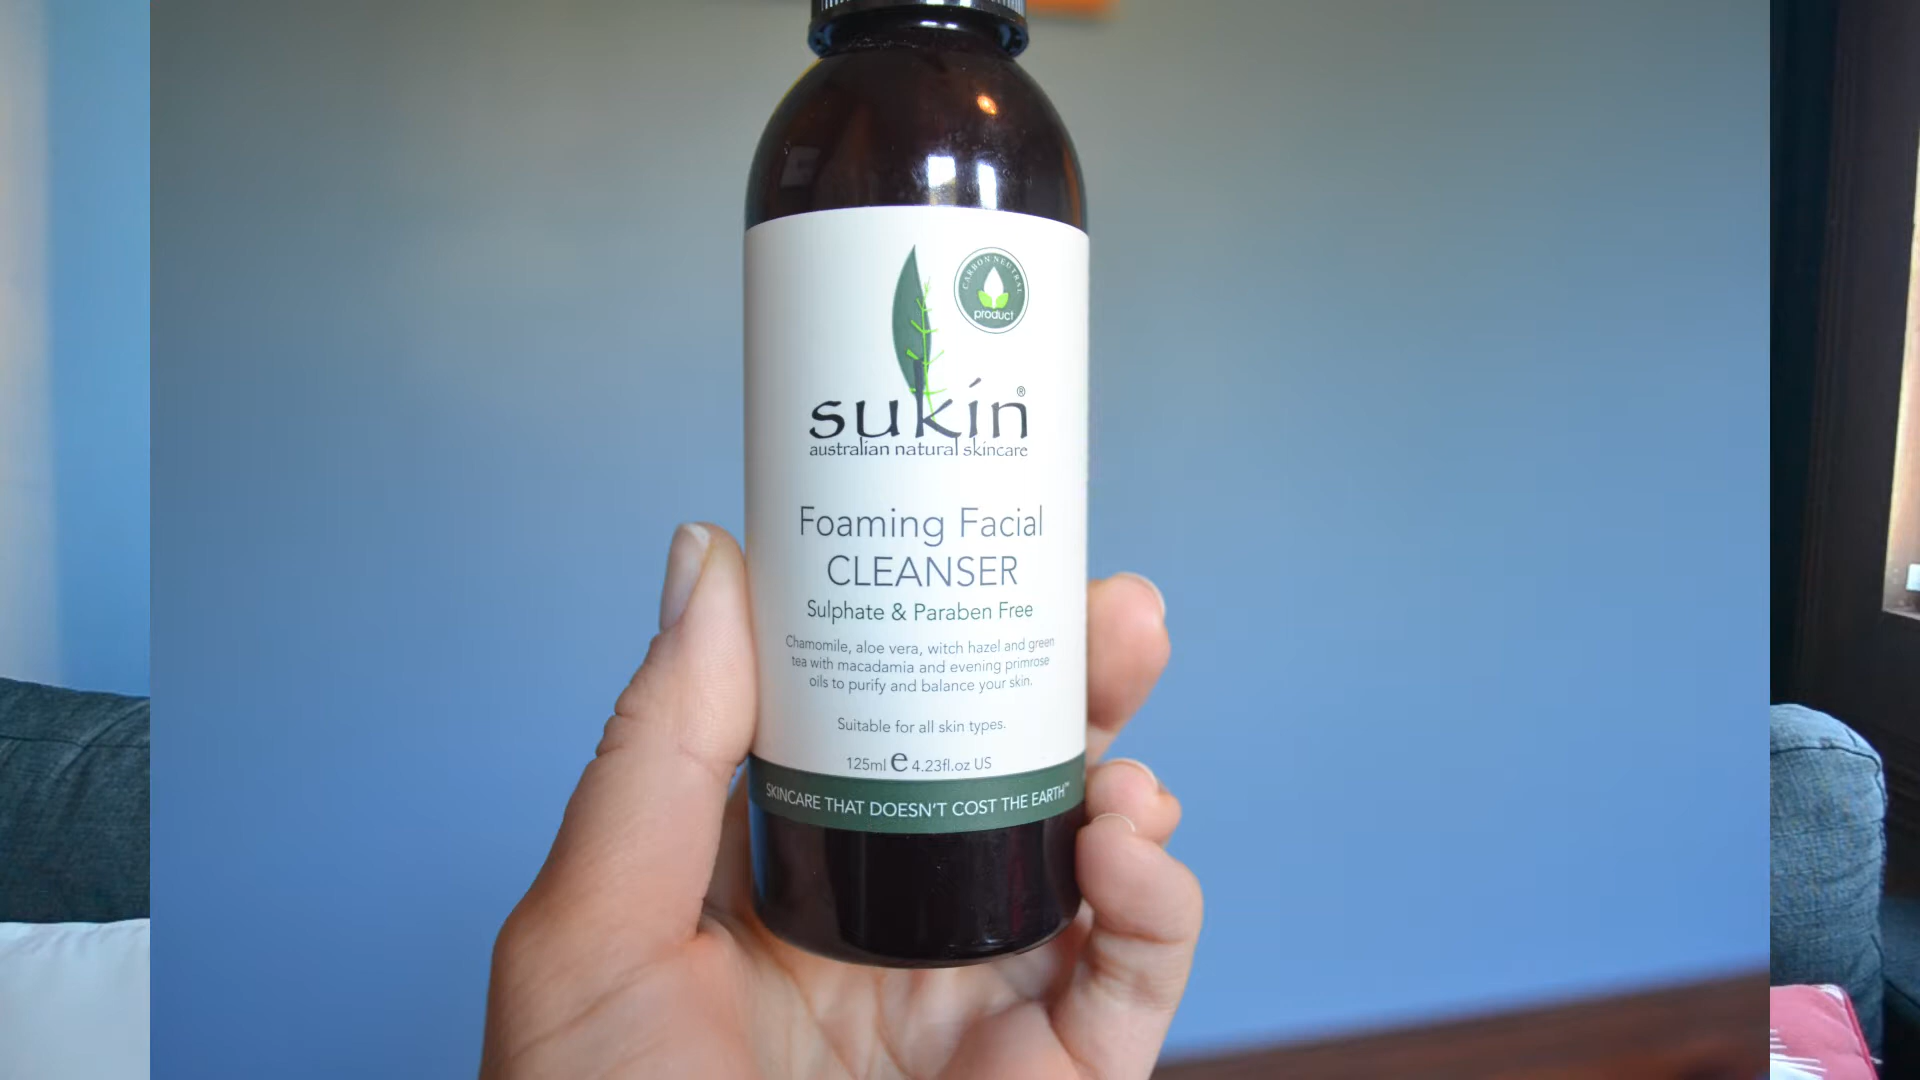 CARBON NEUTRAL
product
sukin®
australian natural skincare
Foaming Facial
CLEANSER
Sulphate & Paraben Free
Chamomile, aloe vera, witch hazel and green
tea with macadamia and evening primrose
oils to purify and balance your skin.
Suitable for all skin types.
125ml e 4.23fl.oz US
SKINCARE THAT DOESN'T COST THE EARTH™